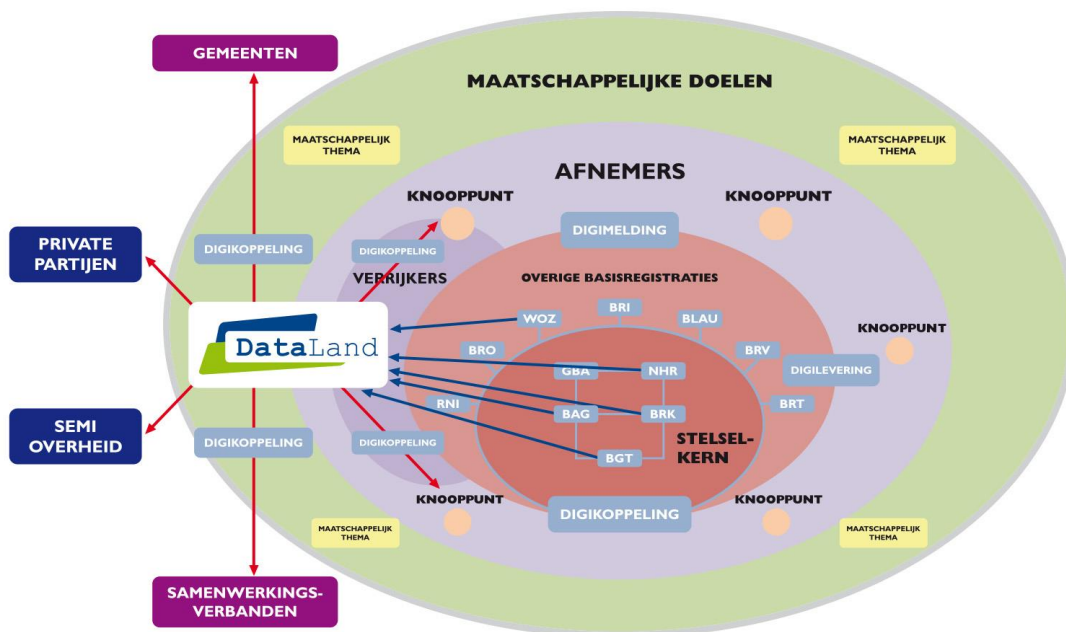 GEMEENTEN
MAATSCHAPPELIJKE DOELEN
MAATSCHAPPELIJK
THEMA
MAATSCHAPPELIJK
THEMA
AFNEMERS
KNOOPPUNT
KNOOPPUNT
DIGIMELDING
PRIVATE
PARTIJEN
DIGIKOPPELING
DIGIKOPPELING
VERRIJKERS
OVERIGE BASISREGISTRATIES
BRI
WOZ
BLAU
KNOOPPUNT
DataLand
BRO
BRV
GBA
NHR
DIGILEVERING
RNI
BRT
BAG
BRK
SEMI
OVERHEID
DIGIKOPPELING
DIGIKOPPELING
STELSEL-
KERN
BGT
KNOOPPUNT
KNOOPPUNT
DIGIKOPPELING
MAATSCHAPPELIJK
THEMA
MAATSCHAPPELIJK
THEMA
SAMENWERKINGS-
VERBANDEN